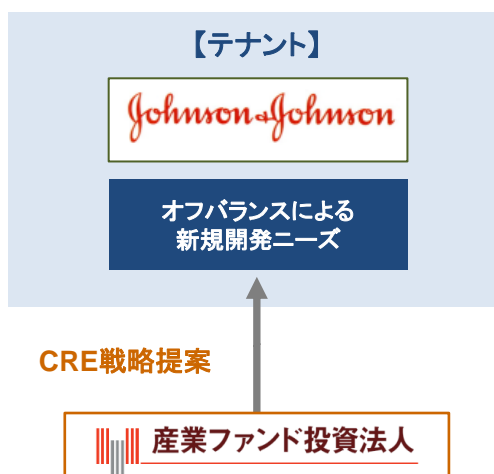 【テナント】
Johnson&Johnson
オフバランスによる
新規開発ニーズ
CRE戦略提案
産業ファンド投資法人